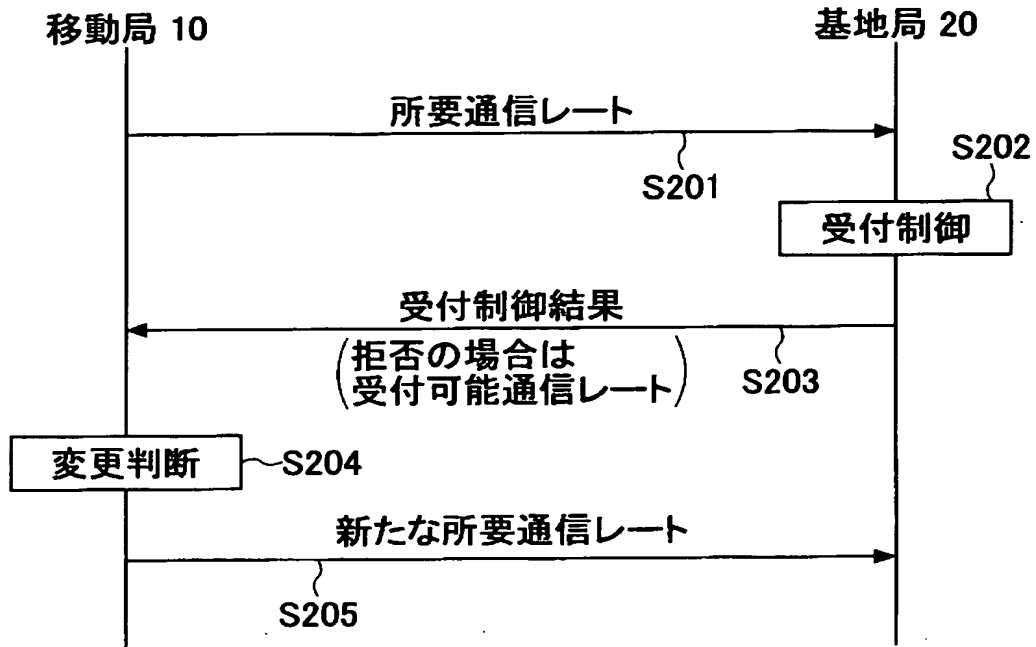 移動局 10
基地局 20
所要通信レート
S201
S202
受付制御
受付制御結果
(拒否の場合は
受付可能通信レート)
S203
変更判断
S204
新たな所要通信レート
S205